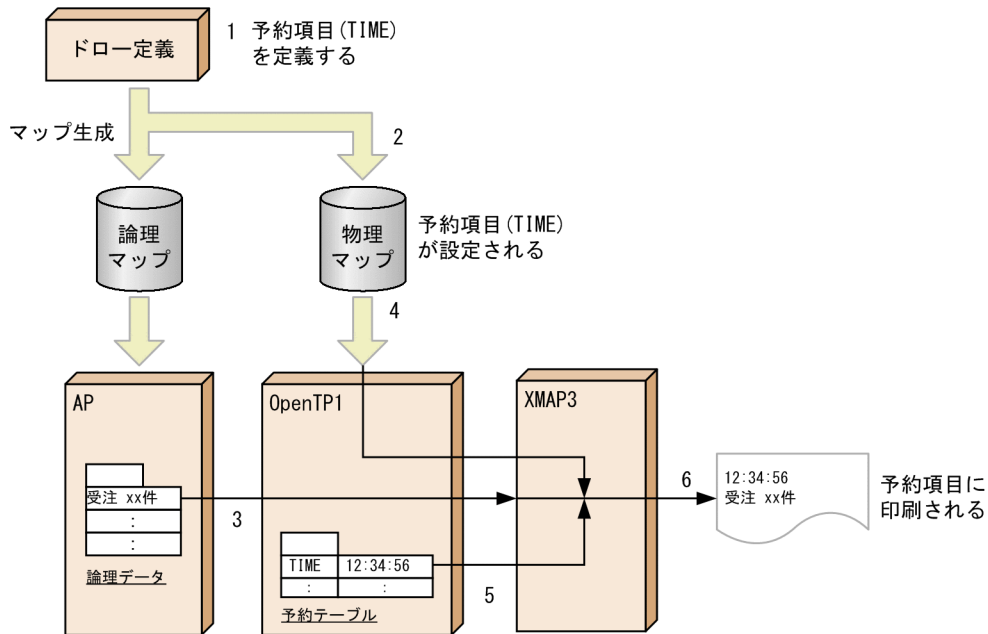 ドロー定義
1 予約項目(TIME)
を定義する
マップ生成
2
論理
マップ
物理
マップ
予約項目(TIME)
が設定される
4
AP
OpenTP1
XMAP3
受注 xx件
:
:
論理データ
3
TIME 12:34:56
: :
予約テーブル
5
6
12:34:56
受注 xx件
予約項目に
印刷される